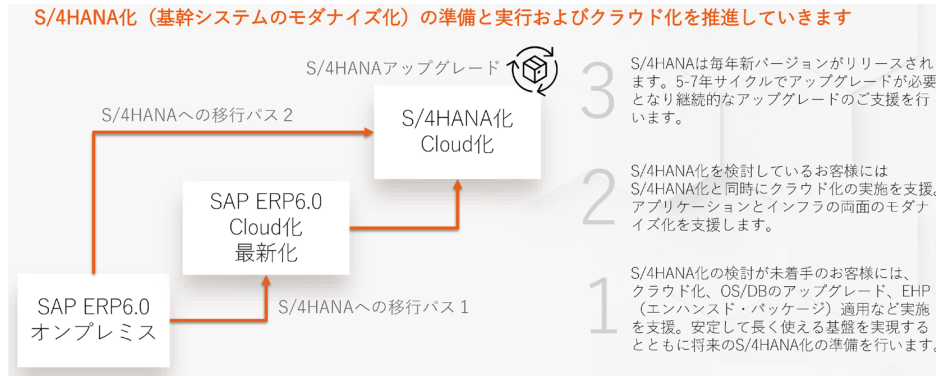 S/4HANA化（基幹システムのモダナイズ化）の準備と実行およびクラウド化を推進していきます
S/4HANAアップグレード
S/4HANAへの移行パス２
S/4HANA化
Cloud化
SAP ERP6.0
Cloud化
最新化
SAP ERP6.0
オンプレミス
S/4HANAへの移行パス１
3
S/4HANAは毎年新バージョンがリリースされ
ます。5-7年サイクルでアップグレードが必要
となり継続的なアップグレードのご支援を行
います。
2
S/4HANA化を検討しているお客様には
S/4HANA化と同時にクラウド化の実施を支援。
アプリケーションとインフラの両面のモダナ
イズ化を支援します。
1
S/4HANA化の検討が未着手のお客様には、
クラウド化、OS/DBのアップグレード、EHP
（エンハンスド・パッケージ）適用など実施
を支援。安定して長く使える基盤を実現する
とともに将来のS/4HANA化の準備を行います。